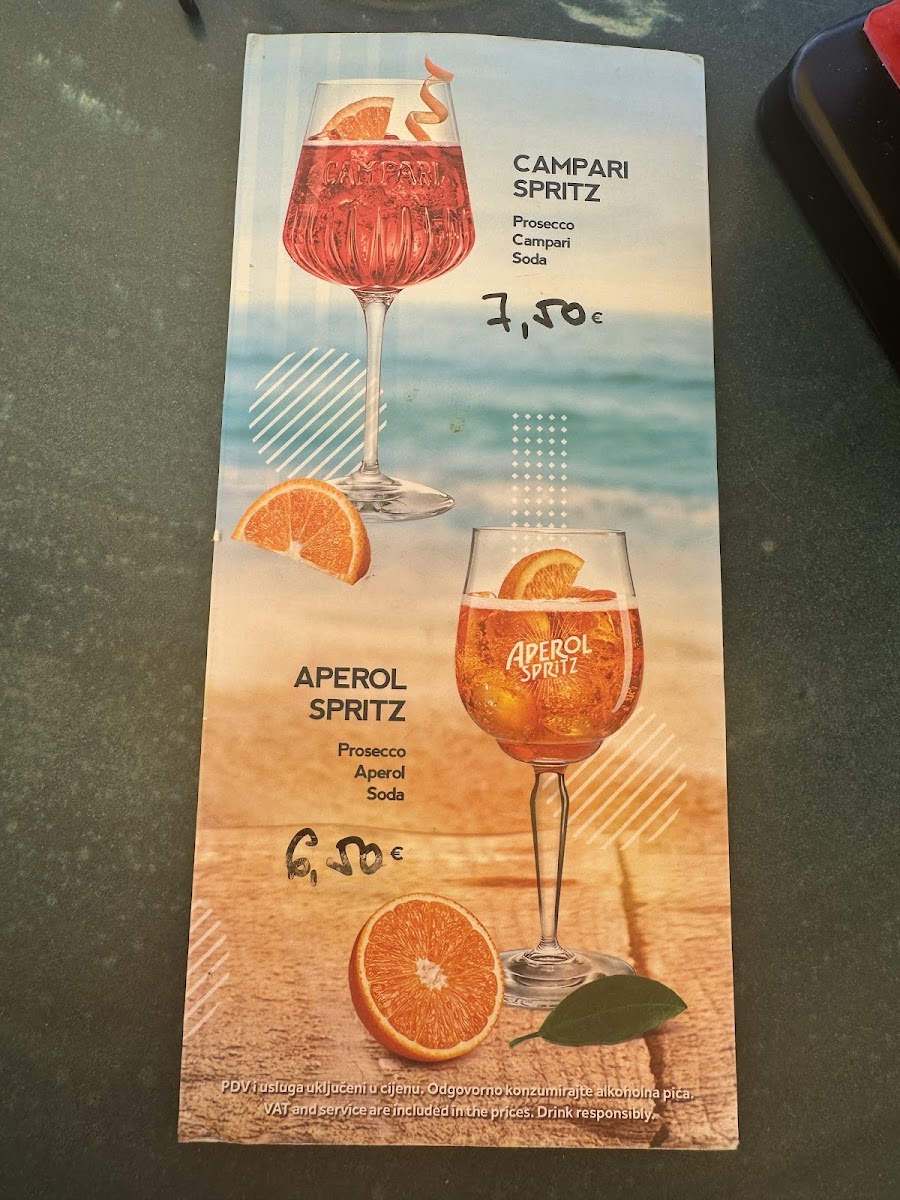 CAMPARI
CAMPARI
SPRITZ
Prosecco
Campari
Soda
7,50€
APEROL
SPRITZ
APEROL
SPRITZ
Prosecco
Aperol
Soda
6,50€
PDV i usluga uključeni u cijenu. Odgovorno konzumirajte alkoholna pića.
VAT and service are included in the prices. Drink responsibly.